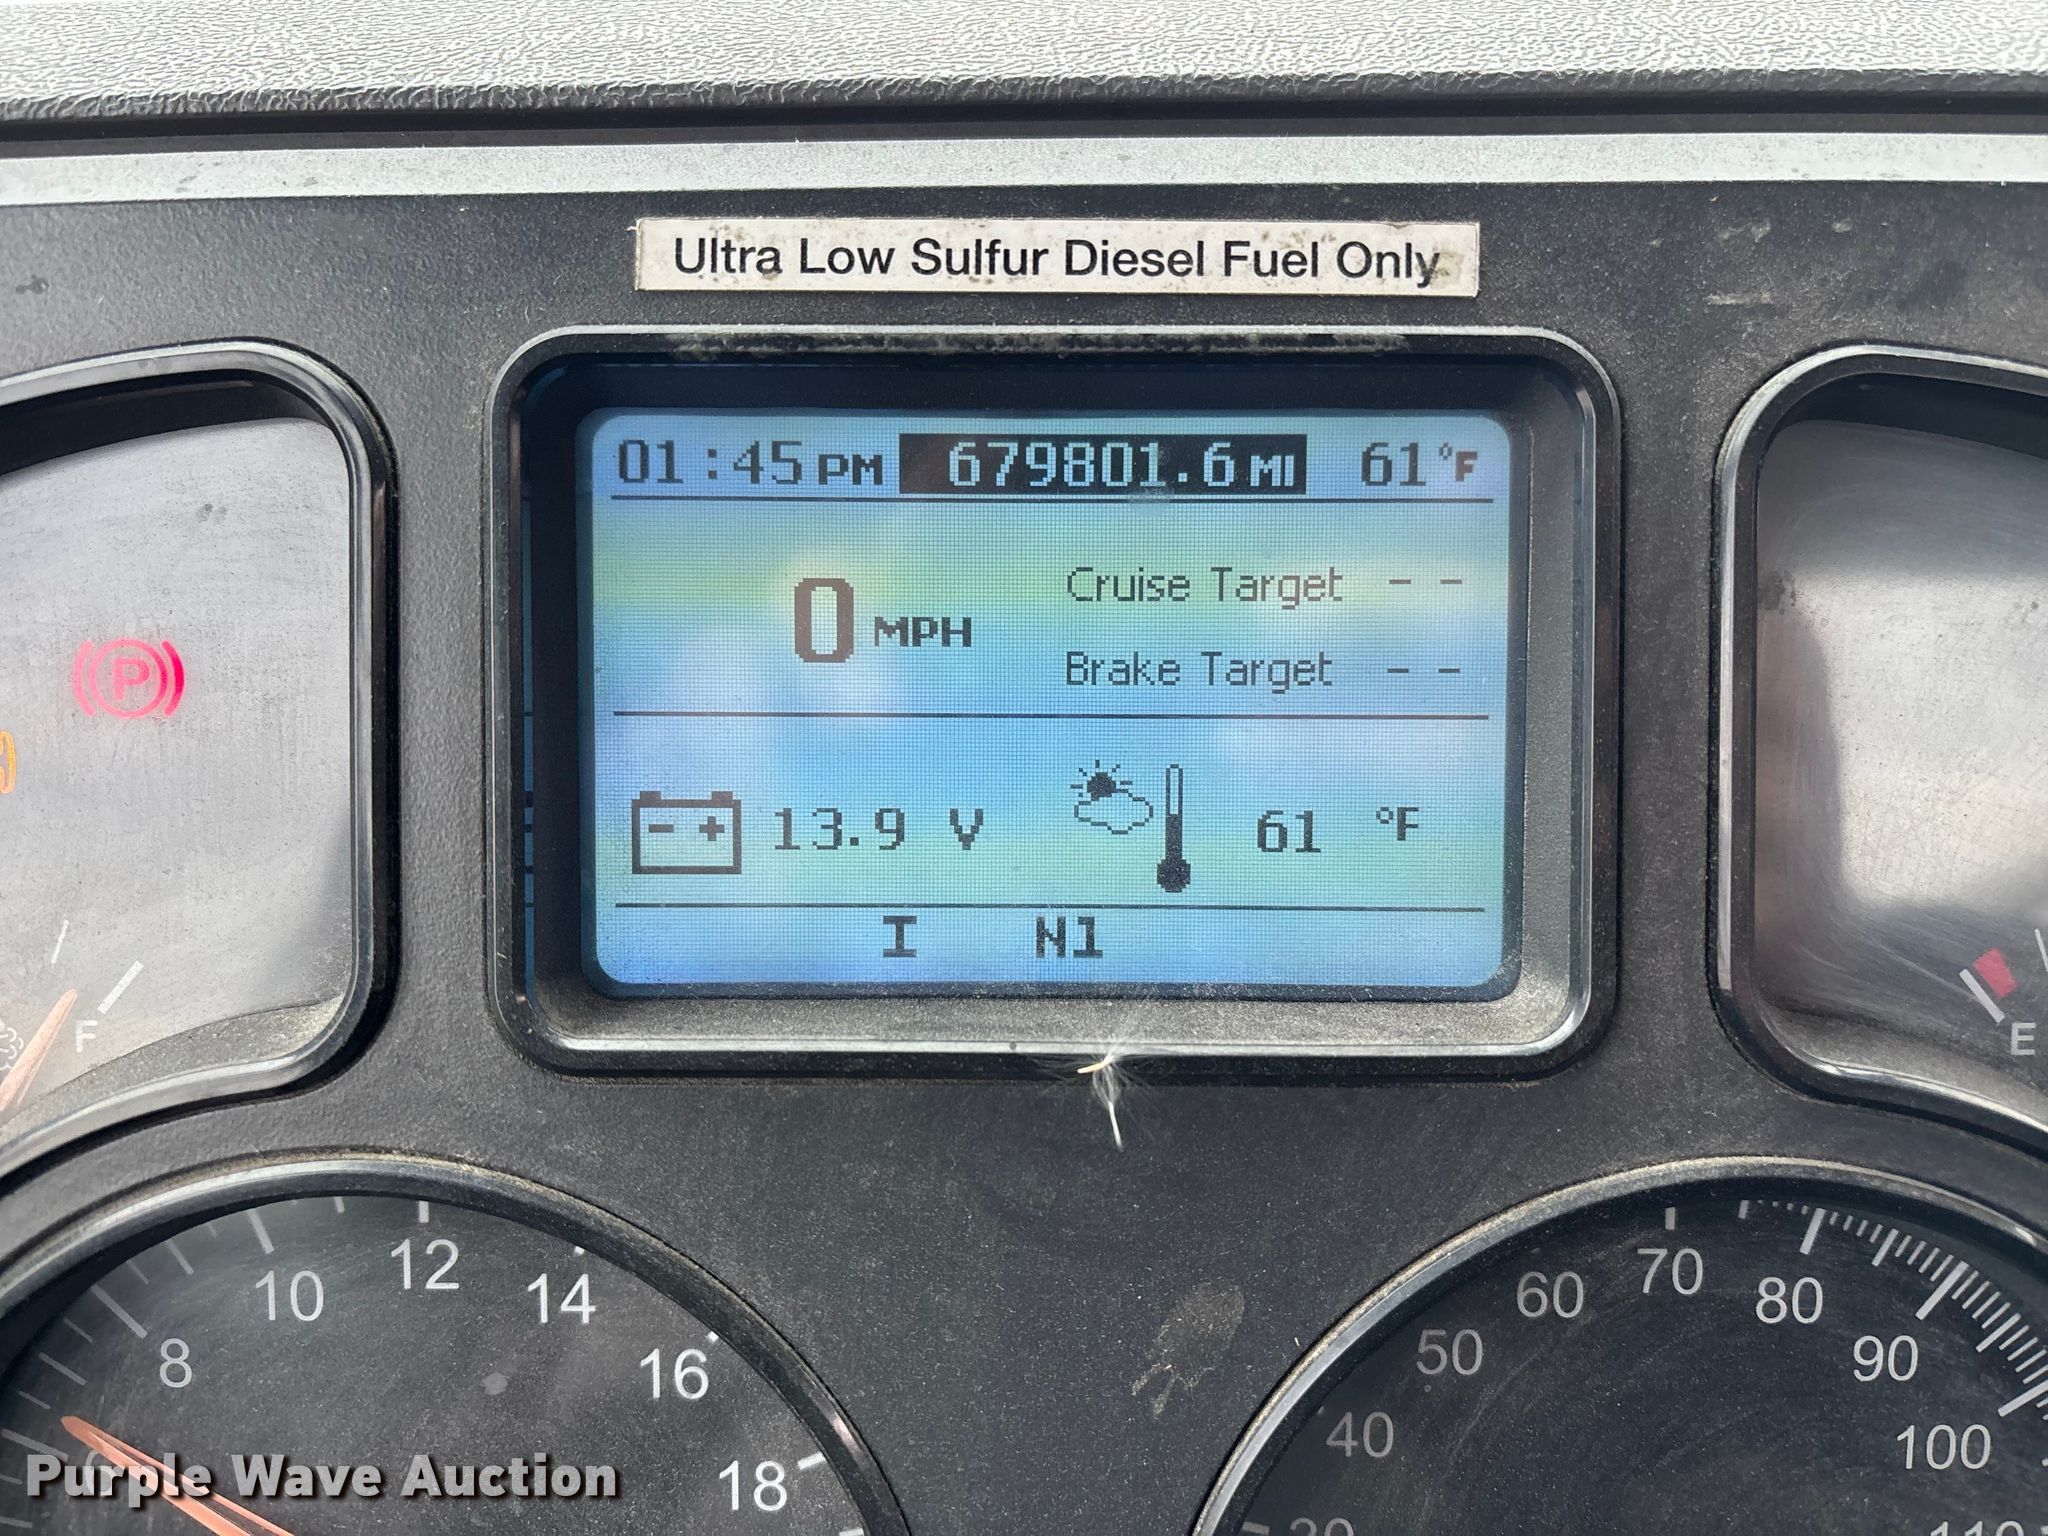 Ultra Low Sulfur Diesel Fuel Only
01:45 PM 679801.6 MI 61°F
0 MPH
Cruise Target --
Brake Target --
P
- + 13.9 V 61 °F
I N1
F
E
8 10 12 14 16 18
40 50 60 70 80 90 100
Purple Wave Auction